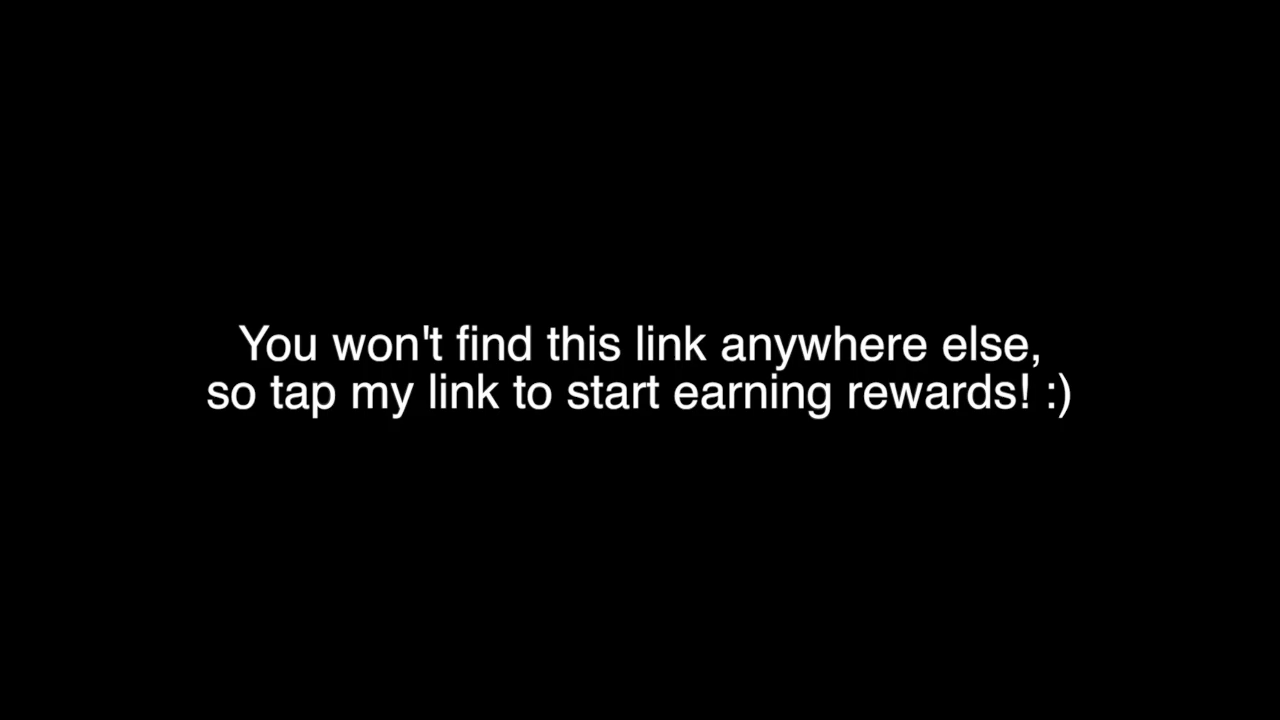 You won't find this link anywhere else,
so tap my link to start earning rewards! :)